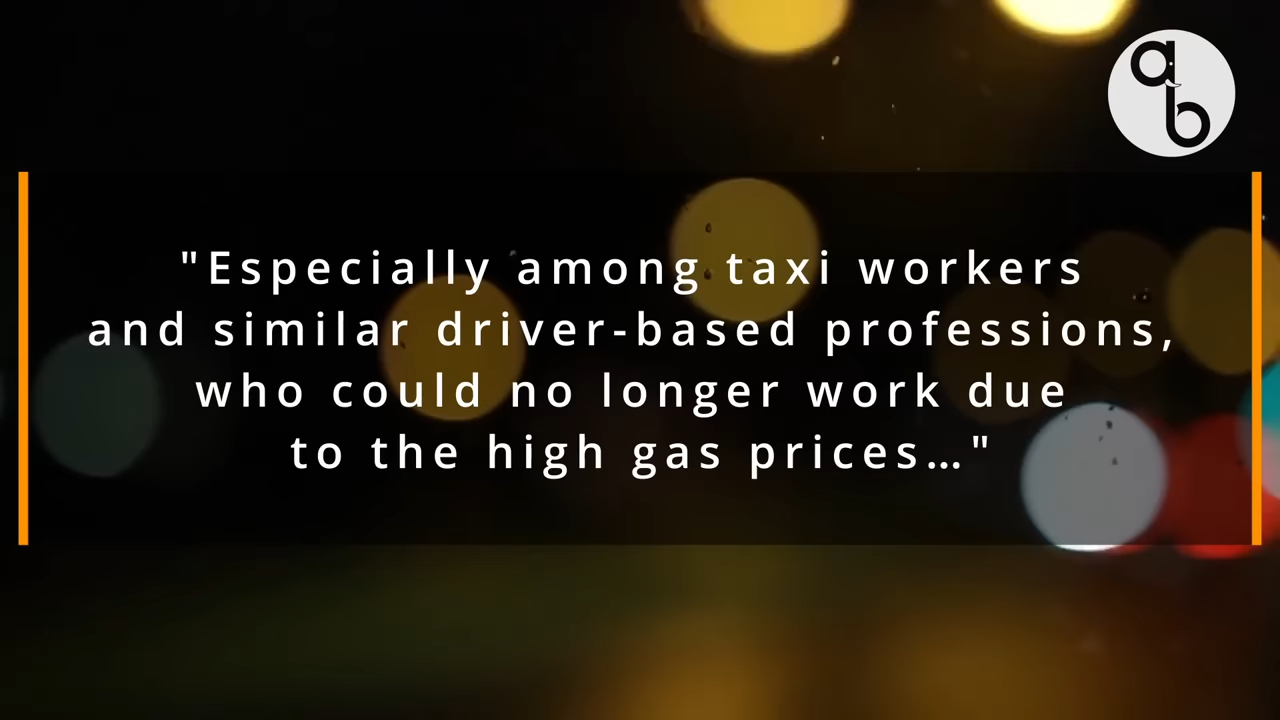 ab
"Especially among taxi workers
and similar driver-based professions,
who could no longer work due
to the high gas prices…"